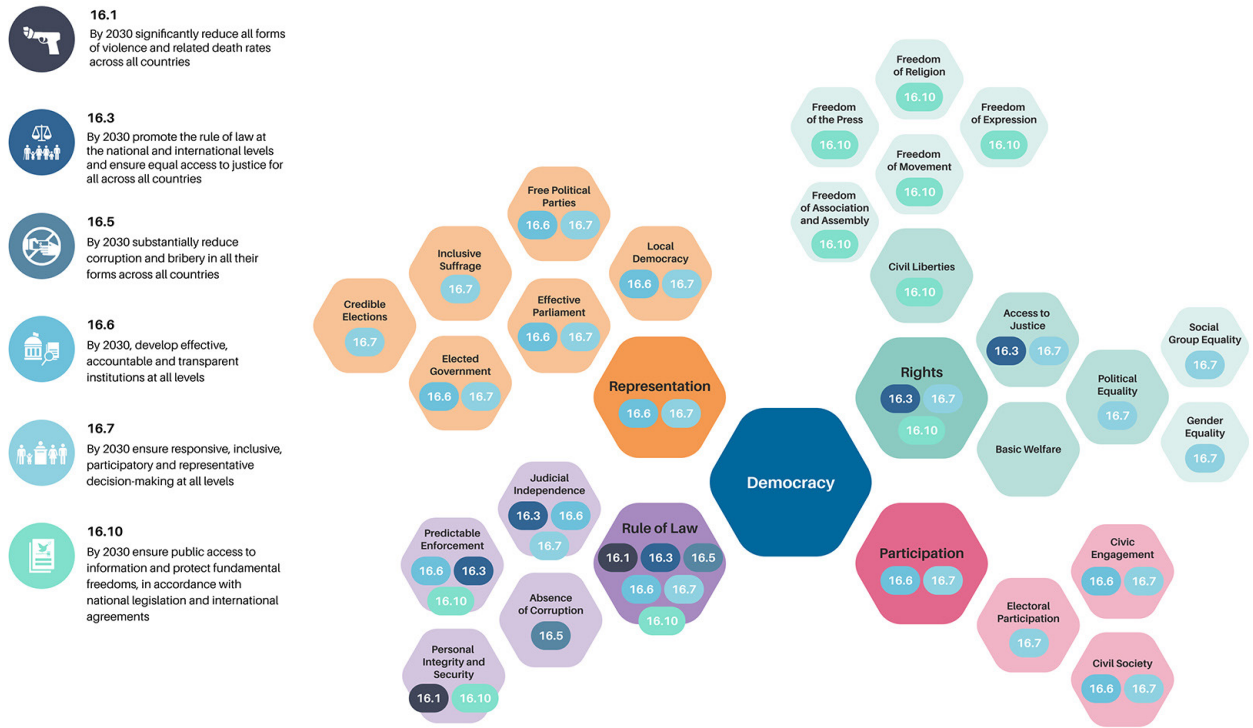 16.1
By 2030 significantly reduce all forms
of violence and related death rates
across all countries
16.3
By 2030 promote the rule of law at
the national and international levels
and ensure equal access to justice for
all across all countries
16.5
By 2030 substantially reduce
corruption and bribery in all their
forms across all countries
16.6
By 2030, develop effective,
accountable and transparent
institutions at all levels
16.7
By 2030 ensure responsive, inclusive,
participatory and representative
decision-making at all levels
16.10
By 2030 ensure public access to
information and protect fundamental
freedoms, in accordance with
national legislation and international
agreements
Free Political
Parties
16.6 16.7
Inclusive
Suffrage
16.7
Local
Democracy
16.6 16.7
Credible
Elections
16.7
Effective
Parliament
16.6 16.7
Elected
Government
16.6 16.7
Representation
16.6 16.7
Freedom
of Religion
16.10
Freedom
of the Press
16.10
Freedom
of Expression
16.10
Freedom
of Movement
16.10
Freedom
of Association
and Assembly
16.10
Civil Liberties
16.10
Access to
Justice
16.3 16.7
Social
Group Equality
16.7
Rights
16.3 16.7
16.10
Political
Equality
16.7
Gender
Equality
16.7
Basic Welfare
Democracy
Judicial
Independence
16.3 16.6
16.7
Predictable
Enforcement
16.6 16.3
16.10
Rule of Law
16.1 16.3 16.5
16.6 16.7
16.10
Absence
of Corruption
16.5
Personal
Integrity and
Security
16.1 16.10
Participation
16.6 16.7
Civic
Engagement
16.6 16.7
Electoral
Participation
16.7
Civil Society
16.6 16.7